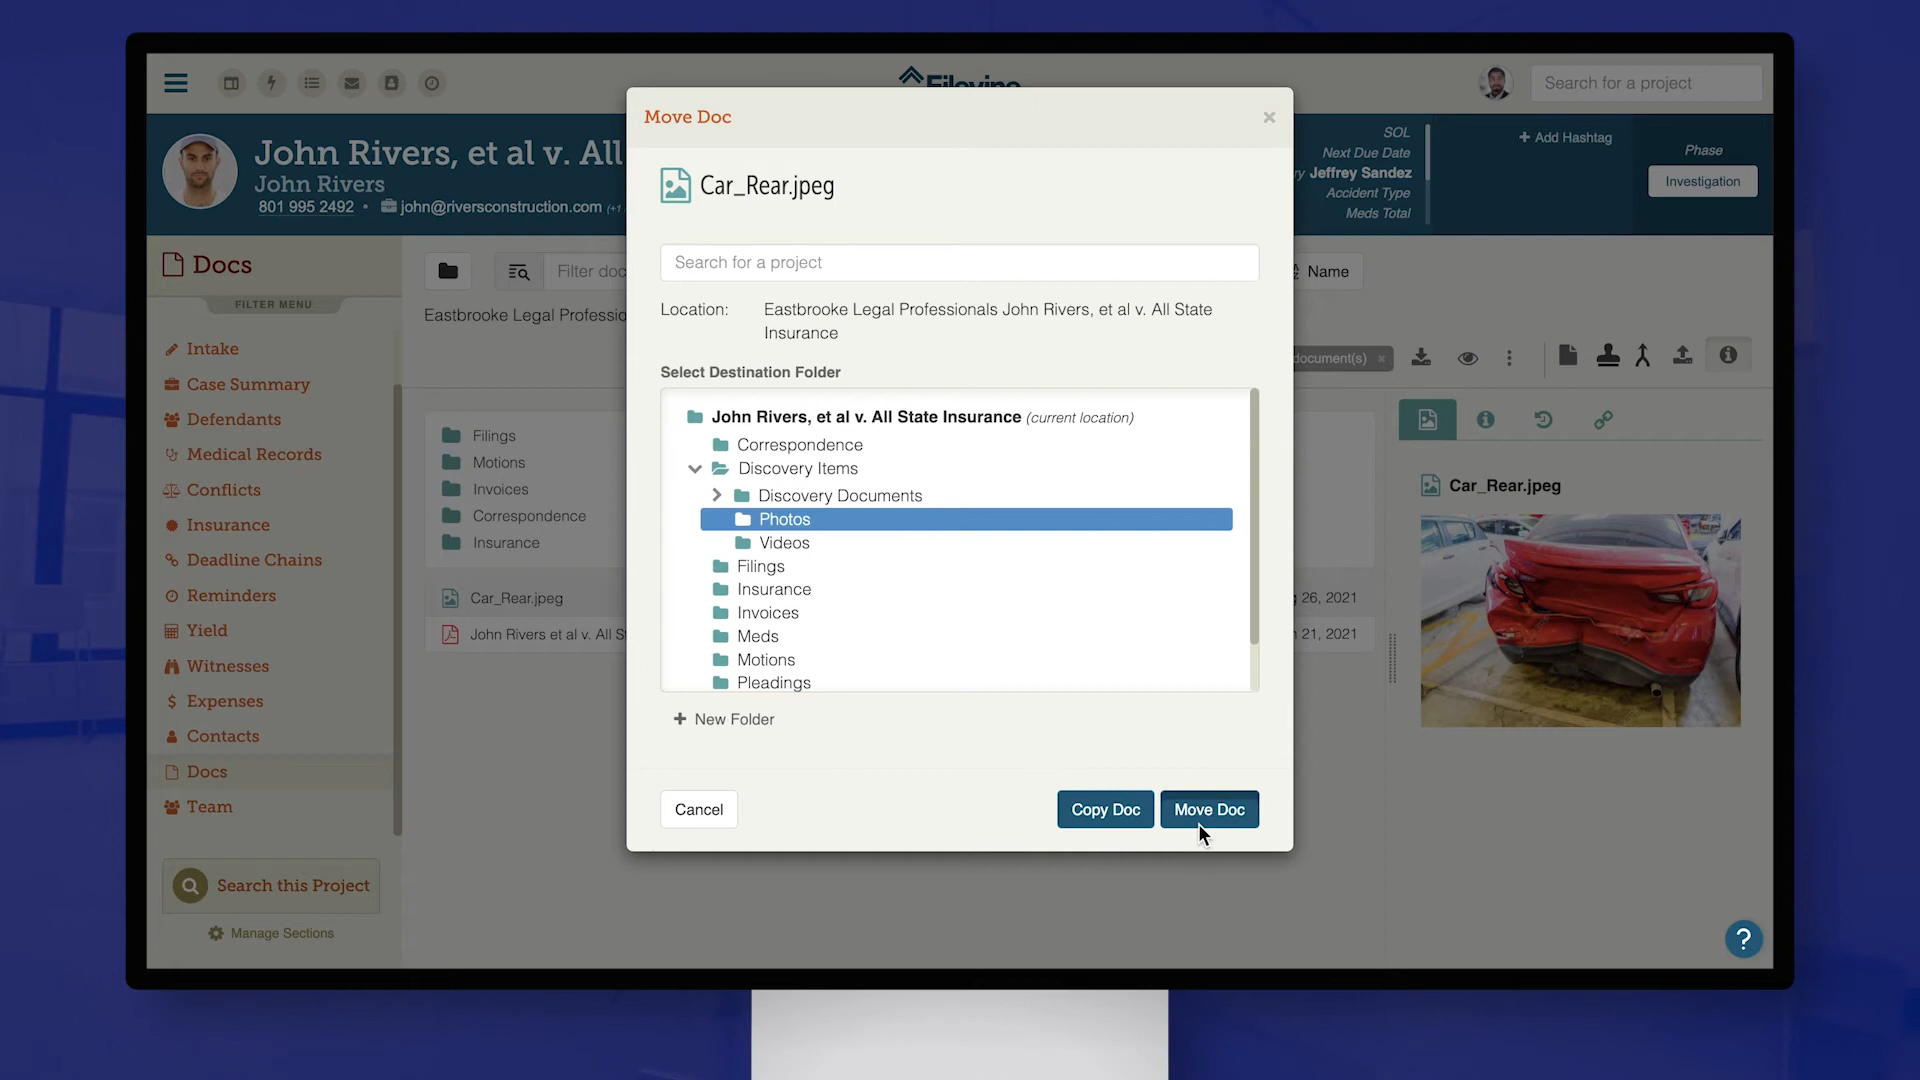 Search for a project
John Rivers, et al v. All
John Rivers
801 995 2492 • john@riversconstruction.com (+1
SOL
Next Due Date
Jeffrey Sandez
Accident Type
Meds Total
+ Add Hashtag
Phase
Investigation
Docs
FILTER MENU
Intake
Case Summary
Defendants
Medical Records
Conflicts
Insurance
Deadline Chains
Reminders
Yield
Witnesses
Expenses
Contacts
Docs
Team
Search this Project
Manage Sections
Filter doc
Name
Eastbrooke Legal Professio
document(s) ×
Filings
Motions
Invoices
Correspondence
Insurance
Car_Rear.jpeg
26, 2021
John Rivers et al v. All S
21, 2021
Move Doc
×
Car_Rear.jpeg
Search for a project
Location: Eastbrooke Legal Professionals John Rivers, et al v. All State
Insurance
Select Destination Folder
John Rivers, et al v. All State Insurance (current location)
Correspondence
Discovery Items
Discovery Documents
Photos
Videos
Filings
Insurance
Invoices
Meds
Motions
Pleadings
+ New Folder
Cancel
Copy Doc
Move Doc
Car_Rear.jpeg
?